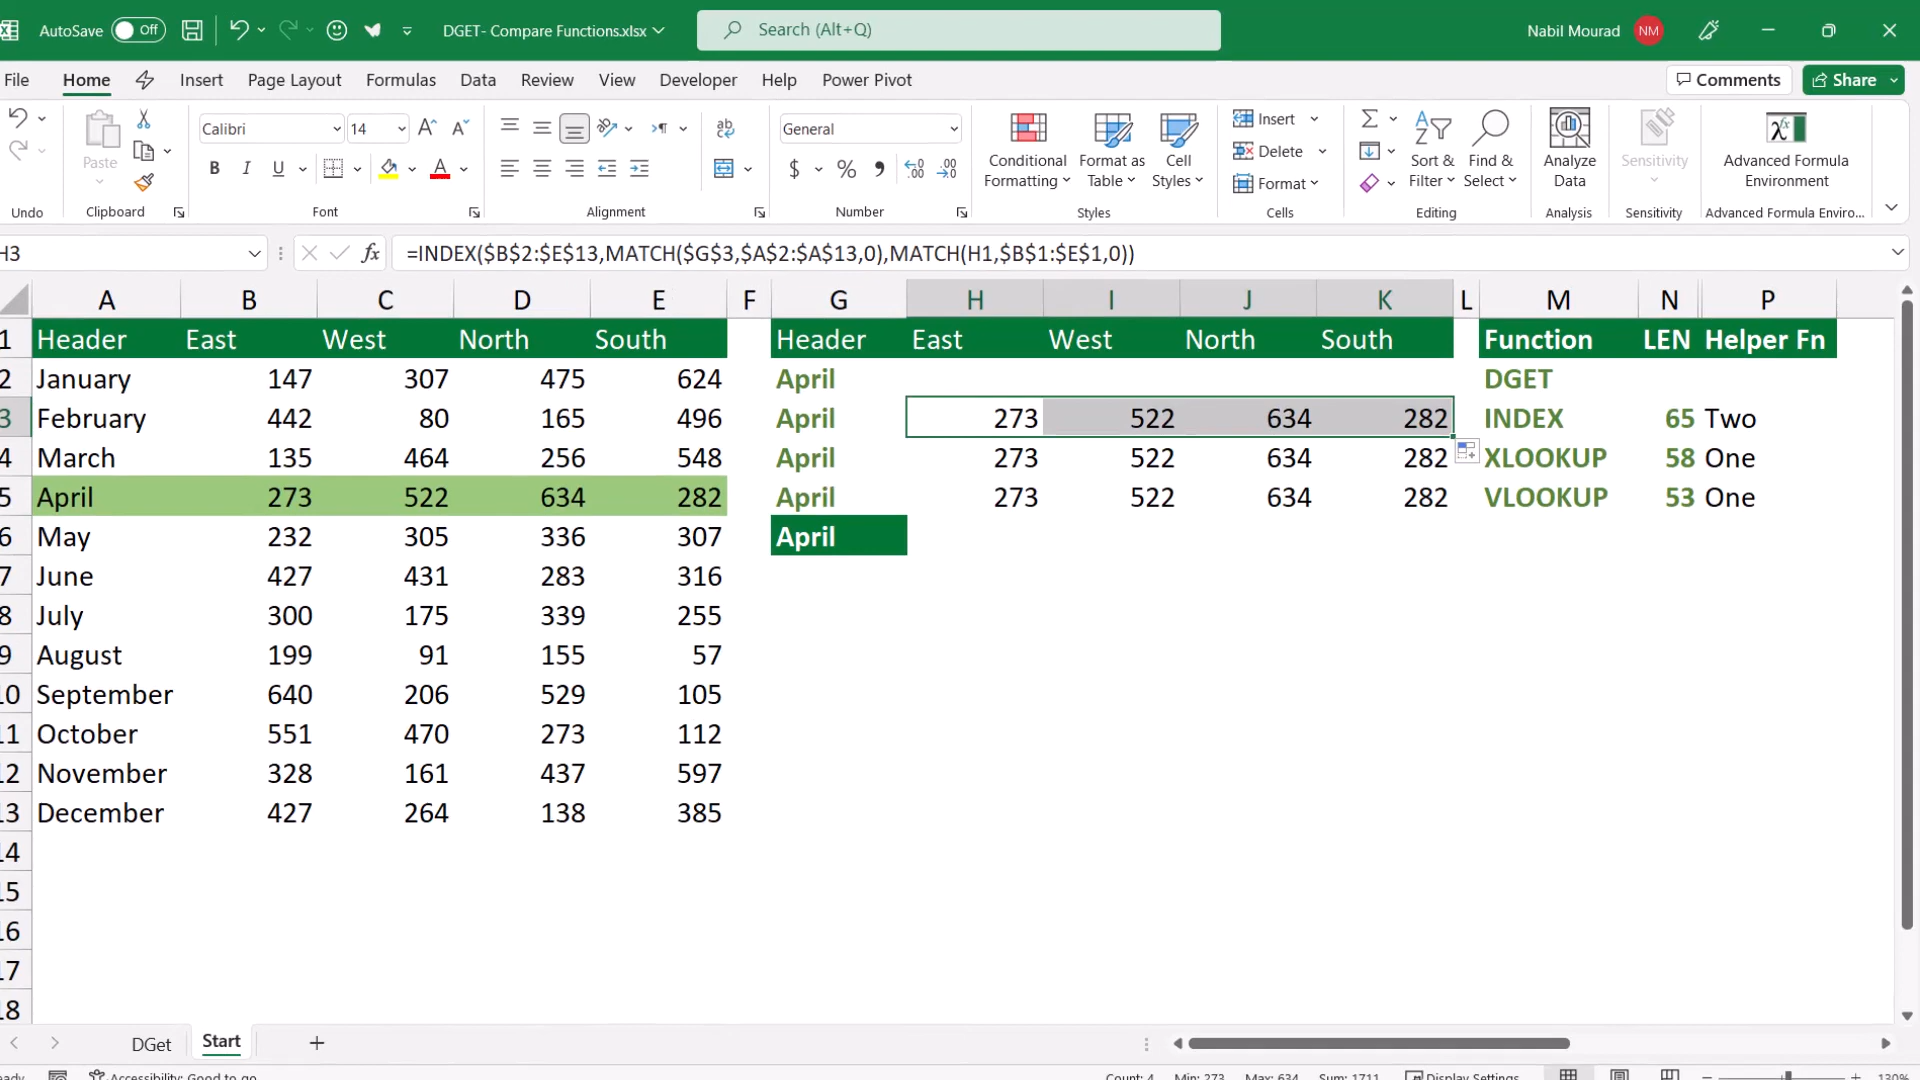 AutoSave Off DGET- Compare Functions.xlsx Search (Alt+Q) Nabil Mourad NM
File Home Insert Page Layout Formulas Data Review View Developer Help Power Pivot Comments Share
Paste Calibri 14 General Conditional Formatting Format as Table Cell Styles Insert Delete Format Sort & Filter Find & Select Analyze Data Sensitivity Advanced Formula Environment
Undo Clipboard Font Alignment Number Styles Cells Editing Analysis Sensitivity Advanced Formula Enviro...
H3 =INDEX($B$2:$E$13,MATCH($G$3,$A$2:$A$13,0),MATCH(H1,$B$1:$E$1,0))
A B C D E F G H I J K L M N P
1 Header East West North South Header East West North South Function LEN Helper Fn
2 January 147 307 475 624 April DGET
3 February 442 80 165 496 April 273 522 634 282 INDEX 65 Two
4 March 135 464 256 548 April 273 522 634 282 XLOOKUP 58 One
5 April 273 522 634 282 April 273 522 634 282 VLOOKUP 53 One
6 May 232 305 336 307 April
7 June 427 431 283 316
8 July 300 175 339 255
9 August 199 91 155 57
10 September 640 206 529 105
11 October 551 470 273 112
12 November 328 161 437 597
13 December 427 264 138 385
14
15
16
17
18
DGet Start
Accessibility: Good to go Count: 4 Min: 273 Max: 634 Sum: 1711 Display Settings 130%